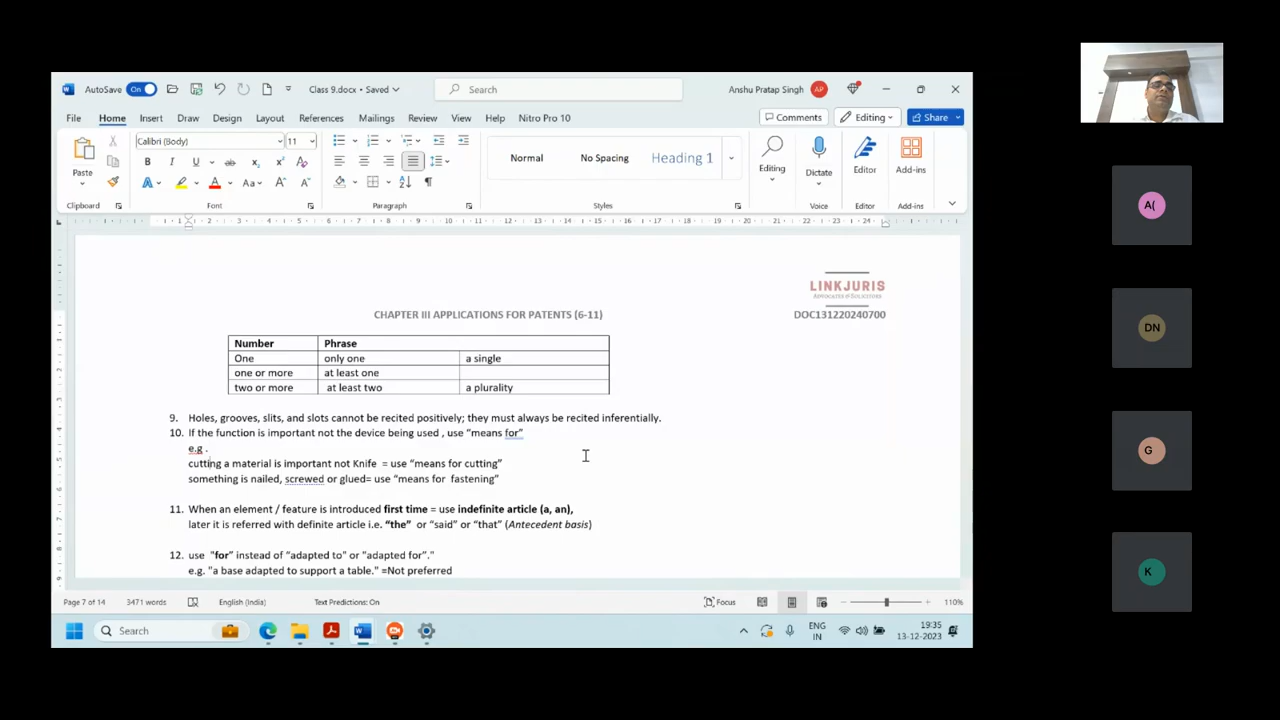 AutoSave On Class 9.docx • Saved Search Anshu Pratap Singh AP
File Home Insert Draw Design Layout References Mailings Review View Help Nitro Pro 10 Comments Editing Share
Calibri (Body) 11 Normal No Spacing Heading 1
Paste Editing Dictate Editor Add-ins
Clipboard Font Paragraph Styles Voice Editor Add-ins
LINKJURIS
ADVOCATES & SOLICITORS
CHAPTER III APPLICATIONS FOR PATENTS (6-11) DOC131220240700
Number Phrase
One only one a single
one or more at least one
two or more at least two a plurality
9. Holes, grooves, slits, and slots cannot be recited positively; they must always be recited inferentially.
10. If the function is important not the device being used , use “means for”
e.g .
cutting a material is important not Knife = use “means for cutting”
something is nailed, screwed or glued= use “means for fastening”
11. When an element / feature is introduced first time = use indefinite article (a, an),
later it is referred with definite article i.e. “the” or “said” or “that” (Antecedent basis)
12. use "for” instead of “adapted to” or “adapted for”."
e.g. "a base adapted to support a table." =Not preferred
Page 7 of 14 3471 words English (India) Text Predictions: On Focus 110%
Search ENG IN 19:35 13-12-2023
A(
DN
G
K